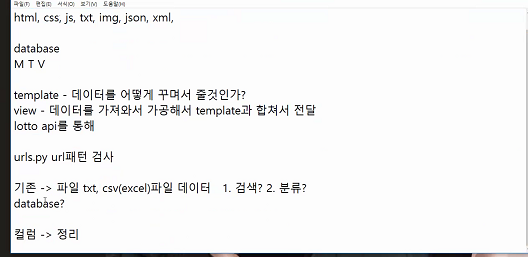 파일(F) 편집(E) 서식(O) 보기(V) 도움말(H)
html, css, js, txt, img, json, xml,
database
M T V
template - 데이터를 어떻게 꾸며서 줄것인가?
view - 데이터를 가져와서 가공해서 template과 합쳐서 전달
lotto api를 통해
urls.py url패턴 검사
기존 -> 파일 txt, csv(excel)파일 데이터 1. 검색? 2. 분류?
database?
컬럼 -> 정리